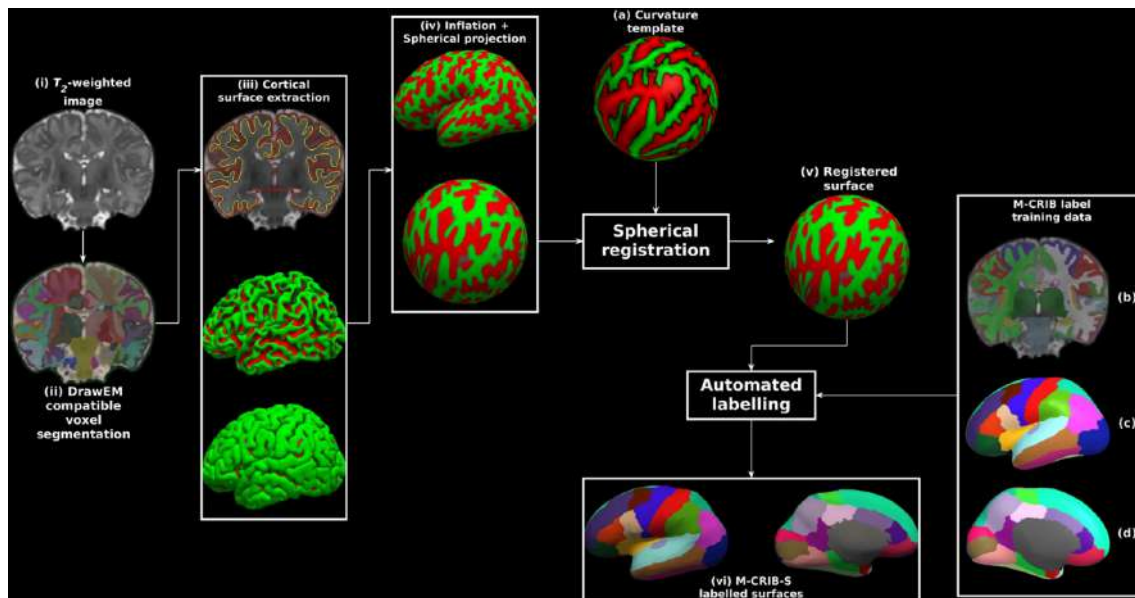 (i) T2-weighted
image
(ii) DrawEM
compatible
voxel
segmentation
(iii) Cortical
surface extraction
(iv) Inflation +
Spherical projection
(a) Curvature
template
Spherical
registration
(v) Registered
surface
M-CRIB label
training data
(b)
(c)
(d)
Automated
labelling
(vi) M-CRIB-S
labelled surfaces